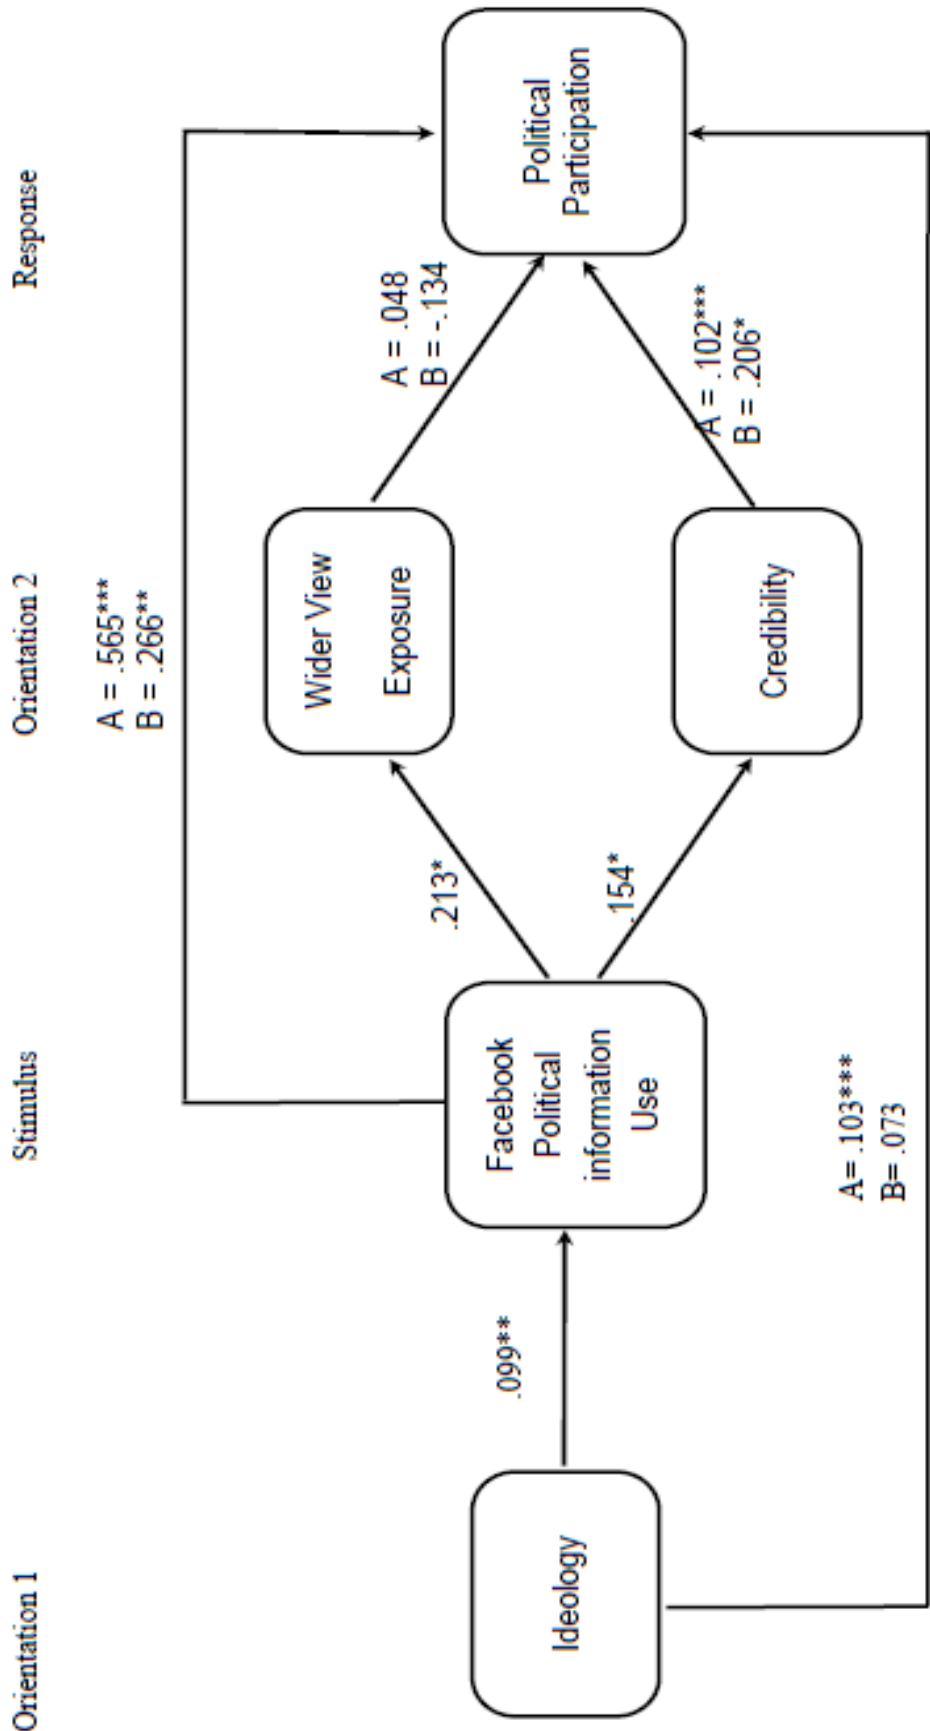 Orientation 1
Stimulus
Orientation 2
Response
A = .565***
B = .266**
Wider View
Exposure
A = .048
B = -.134
.213*
Ideology
.099**
Facebook
Political
information
Use
Political
Participation
.154*
Credibility
A = .102***
B = .206*
A= .103***
B= .073